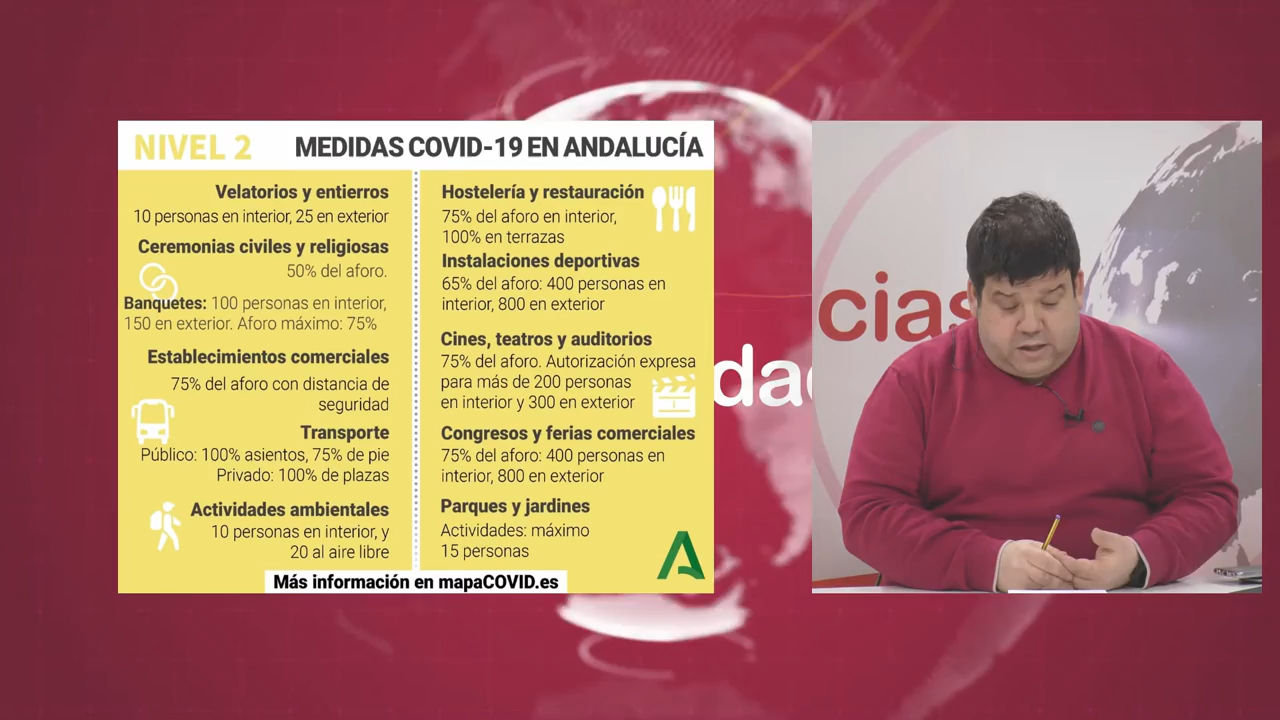 NIVEL 2
MEDIDAS COVID-19 EN ANDALUCÍA
Velatorios y entierros
10 personas en interior, 25 en exterior
Ceremonias civiles y religiosas
50% del aforo.
Banquetes: 100 personas en interior,
150 en exterior. Aforo máximo: 75%
Establecimientos comerciales
75% del aforo con distancia de
seguridad
Transporte
Público: 100% asientos, 75% de pie
Privado: 100% de plazas
Actividades ambientales
10 personas en interior, y
20 al aire libre
Hostelería y restauración
75% del aforo en interior,
100% en terrazas
Instalaciones deportivas
65% del aforo: 400 personas en
interior, 800 en exterior
Cines, teatros y auditorios
75% del aforo. Autorización expresa
para más de 200 personas
en interior y 300 en exterior
Congresos y ferias comerciales
75% del aforo: 400 personas en
interior, 800 en exterior
Parques y jardines
Actividades: máximo
15 personas
Más información en mapaCOVID.es
cias